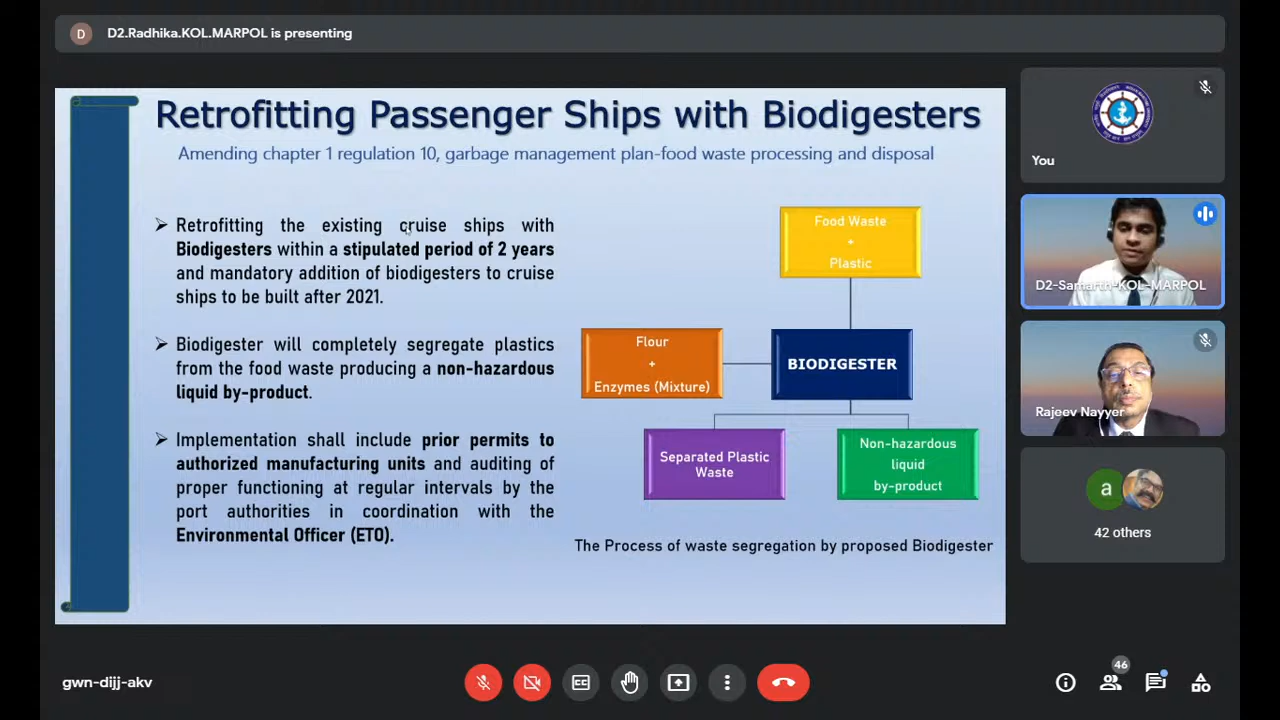 D
D2.Radhika.KOL.MARPOL is presenting
Retrofitting Passenger Ships with Biodigesters
Amending chapter 1 regulation 10, garbage management plan-food waste processing and disposal
➢ Retrofitting the existing cruise ships with
Biodigesters within a stipulated period of 2 years
and mandatory addition of biodigesters to cruise
ships to be built after 2021.
➢ Biodigester will completely segregate plastics
from the food waste producing a non-hazardous
liquid by-product.
➢ Implementation shall include prior permits to
authorized manufacturing units and auditing of
proper functioning at regular intervals by the
port authorities in coordination with the
Environmental Officer (ETO).
Food Waste
+
Plastic
Flour
+
Enzymes (Mixture)
BIODIGESTER
Separated Plastic
Waste
Non-hazardous
liquid
by-product
The Process of waste segregation by proposed Biodigester
You
D2-Samarth-KOL-MARPOL
Rajeev Nayyer
a
42 others
gwn-dijj-akv
CC
46